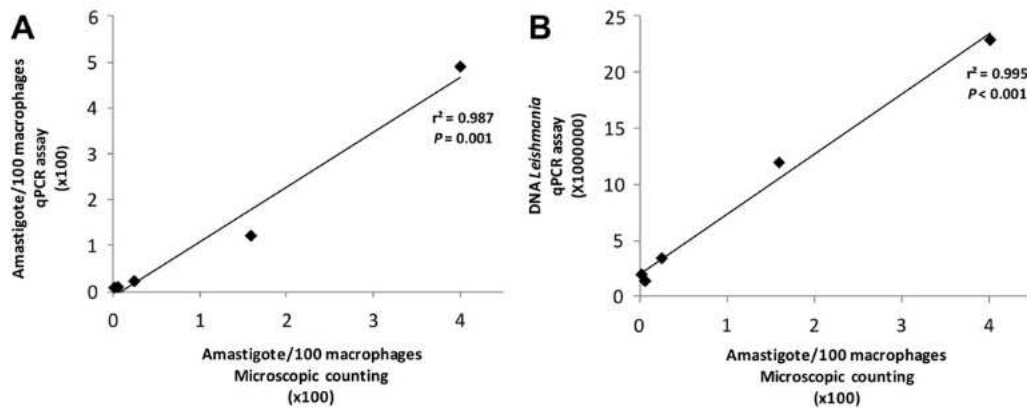 A
Amastigote/100 macrophages
qPCR assay
(x100)
6
5
4
3
2
1
0
r² = 0.987
P = 0.001
0 1 2 3 4
Amastigote/100 macrophages
Microscopic counting
(x100)
B
DNA Leishmania
qPCR assay
(X1000000)
25
20
15
10
5
0
r² = 0.995
P < 0.001
0 1 2 3 4
Amastigote/100 macrophages
Microscopic counting
(x100)